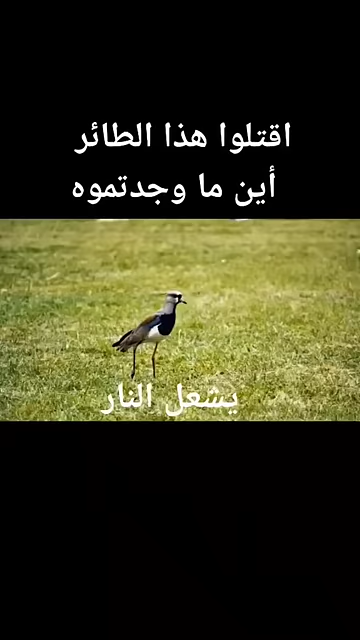 اقتلوا هذا الطائر
أين ما وجدتموه
يشعل النار